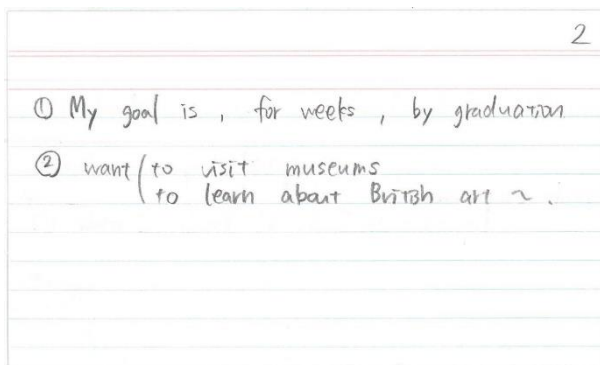 2
① My goal is , for weeks , by graduation
② want ( to visit museums
to learn about British art ~ .